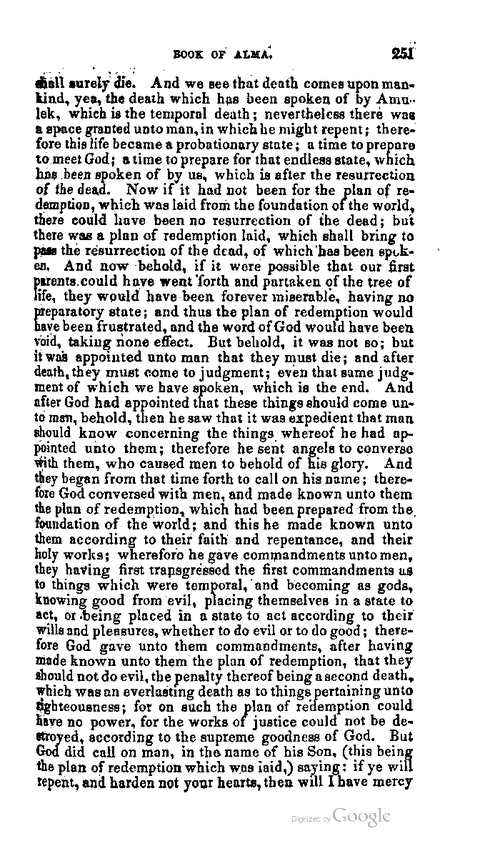 BOOK OF ALMA. 251
shall surely die. And we see that death comes upon man-
kind, yea, the death which has been spoken of by Amu-
lek, which is the temporal death; nevertheless there was
a space granted unto man, in which he might repent; there-
fore this life became a probationary state; a time to prepare
to meet God; a time to prepare for that endless state, which
has been spoken of by us, which is after the resurrection
of the dead. Now if it had not been for the plan of re-
demption, which was laid from the foundation of the world,
there could have been no resurrection of the dead; but
there was a plan of redemption laid, which shall bring to
pass the resurrection of the dead, of which has been spok-
en. And now behold, if it were possible that our first
parents could have went forth and partaken of the tree of
life, they would have been forever miserable, having no
preparatory state; and thus the plan of redemption would
have been frustrated, and the word of God would have been
void, taking none effect. But behold, it was not so; but
it was appointed unto man that they must die; and after
death, they must come to judgment; even that same judg-
ment of which we have spoken, which is the end. And
after God had appointed that these things should come un-
to man, behold, then he saw that it was expedient that man
should know concerning the things whereof he had ap-
pointed unto them; therefore he sent angels to converse
with them, who caused men to behold of his glory. And
they began from that time forth to call on his name; there-
fore God conversed with men, and made known unto them
the plan of redemption, which had been prepared from the
foundation of the world; and this he made known unto
them according to their faith and repentance, and their
holy works; wherefore he gave commandments unto men,
they having first transgressed the first commandments as
to things which were temporal, and becoming as gods,
knowing good from evil, placing themselves in a state to
act, or being placed in a state to act according to their
wills and pleasures, whether to do evil or to do good; there-
fore God gave unto them commandments, after having
made known unto them the plan of redemption, that they
should not do evil, the penalty thereof being a second death,
which was an everlasting death as to things pertaining unto
righteousness; for on such the plan of redemption could
have no power, for the works of justice could not be de-
stroyed, according to the supreme goodness of God. But
God did call on man, in the name of his Son, (this being
the plan of redemption which was laid,) saying: if ye will
repent, and harden not your hearts, then will I have mercy
Digitized by Google